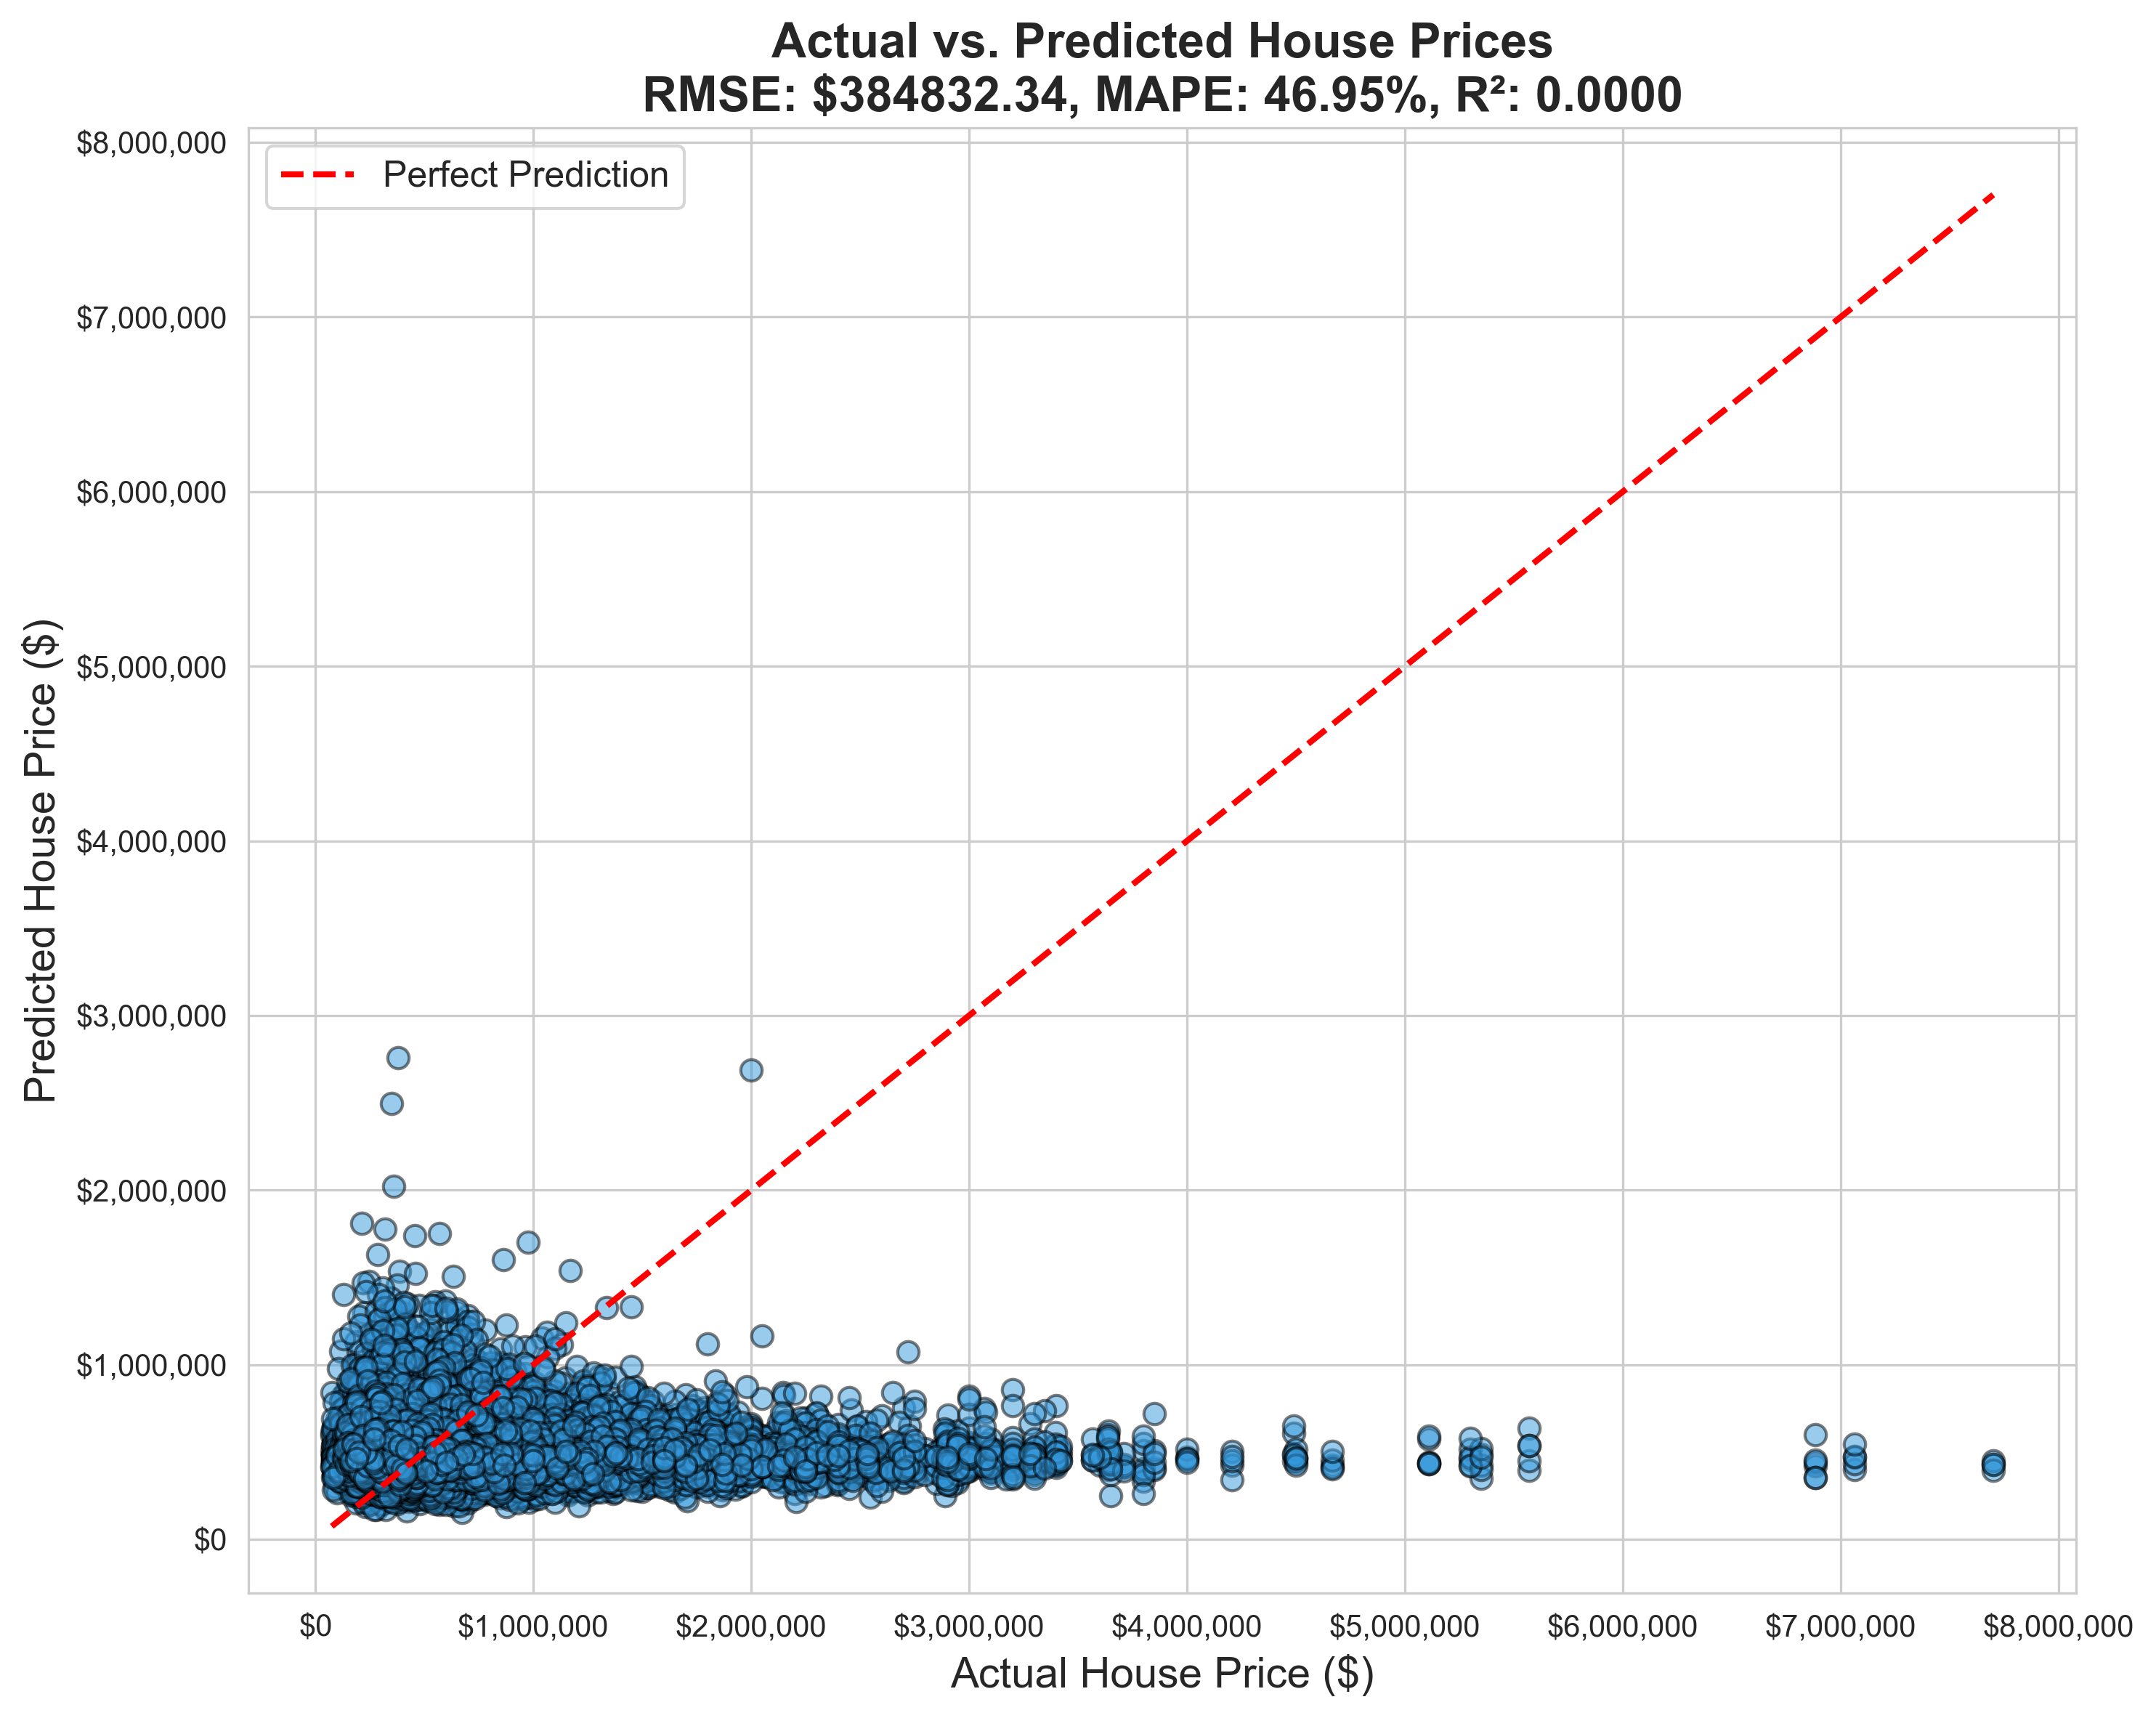 Actual vs. Predicted House Prices
RMSE: $384832.34, MAPE: 46.95%, R²: 0.0000
Perfect Prediction
Predicted House Price ($)
$8,000,000
$7,000,000
$6,000,000
$5,000,000
$4,000,000
$3,000,000
$2,000,000
$1,000,000
$0
$0 $1,000,000 $2,000,000 $3,000,000 $4,000,000 $5,000,000 $6,000,000 $7,000,000 $8,000,000
Actual House Price ($)